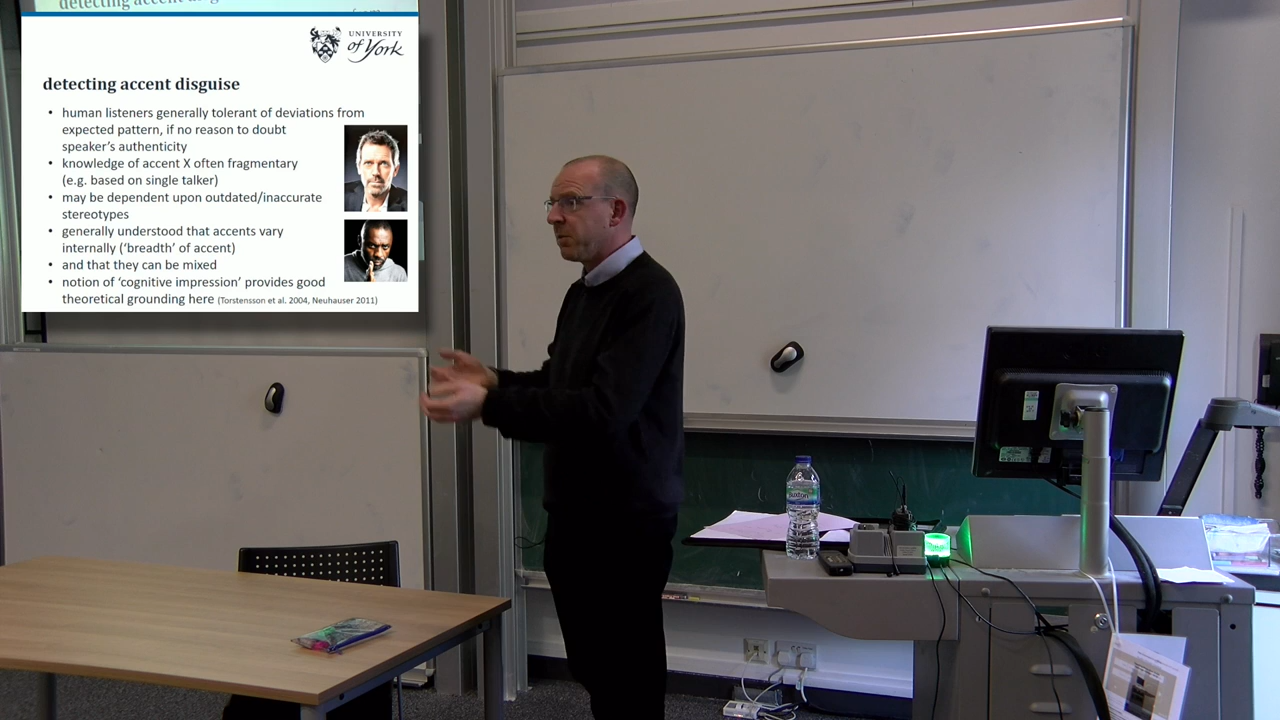 detecting accent
UNIVERSITY
of York
detecting accent disguise
• human listeners generally tolerant of deviations from
expected pattern, if no reason to doubt
speaker's authenticity
• knowledge of accent X often fragmentary
(e.g. based on single talker)
• may be dependent upon outdated/inaccurate
stereotypes
• generally understood that accents vary
internally ('breadth' of accent)
• and that they can be mixed
• notion of 'cognitive impression' provides good
theoretical grounding here (Torstensson et al. 2004, Neuhauser 2011)